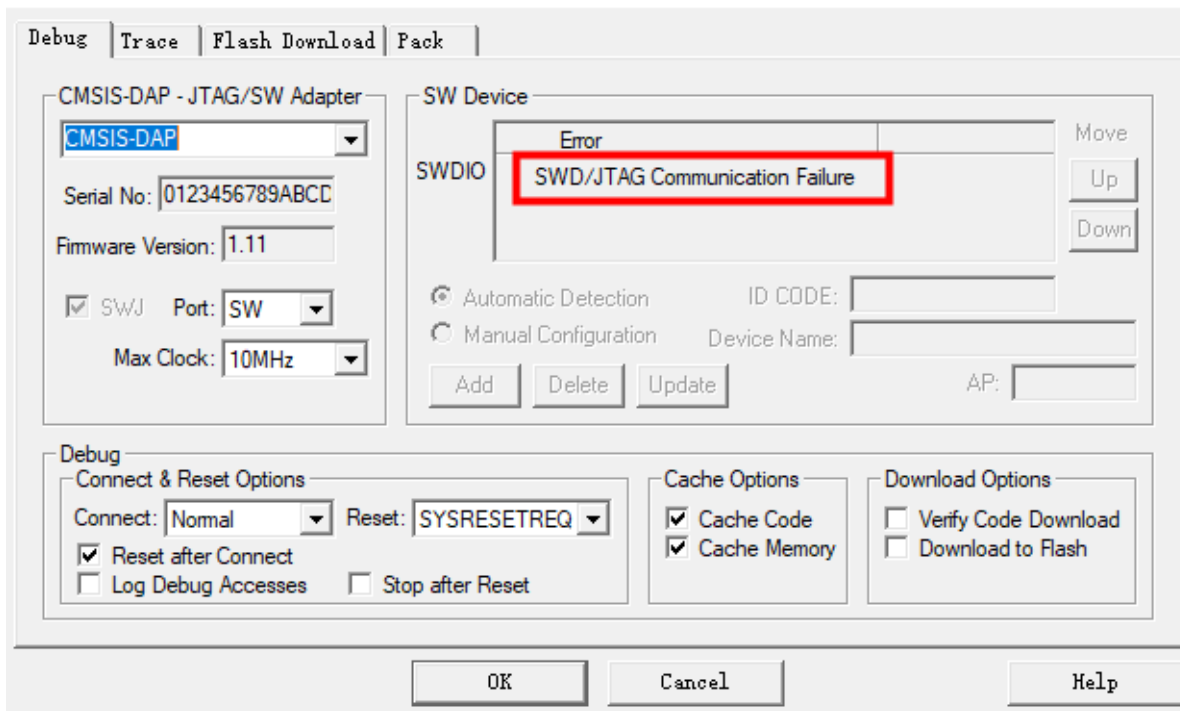 Debug Trace Flash Download Pack
CMSIS-DAP - JTAG/SW Adapter
CMSIS-DAP
Serial No: 0123456789ABCD
Firmware Version: 1.11
SWJ Port: SW
Max Clock: 10MHz
SW Device
Error
SWDIO
SWD/JTAG Communication Failure
Move
Up
Down
Automatic Detection
Manual Configuration
ID CODE:
Device Name:
Add Delete Update
AP:
Debug
Connect & Reset Options
Connect: Normal Reset: SYSRESETREQ
Reset after Connect
Log Debug Accesses Stop after Reset
Cache Options
Cache Code
Cache Memory
Download Options
Verify Code Download
Download to Flash
OK Cancel Help